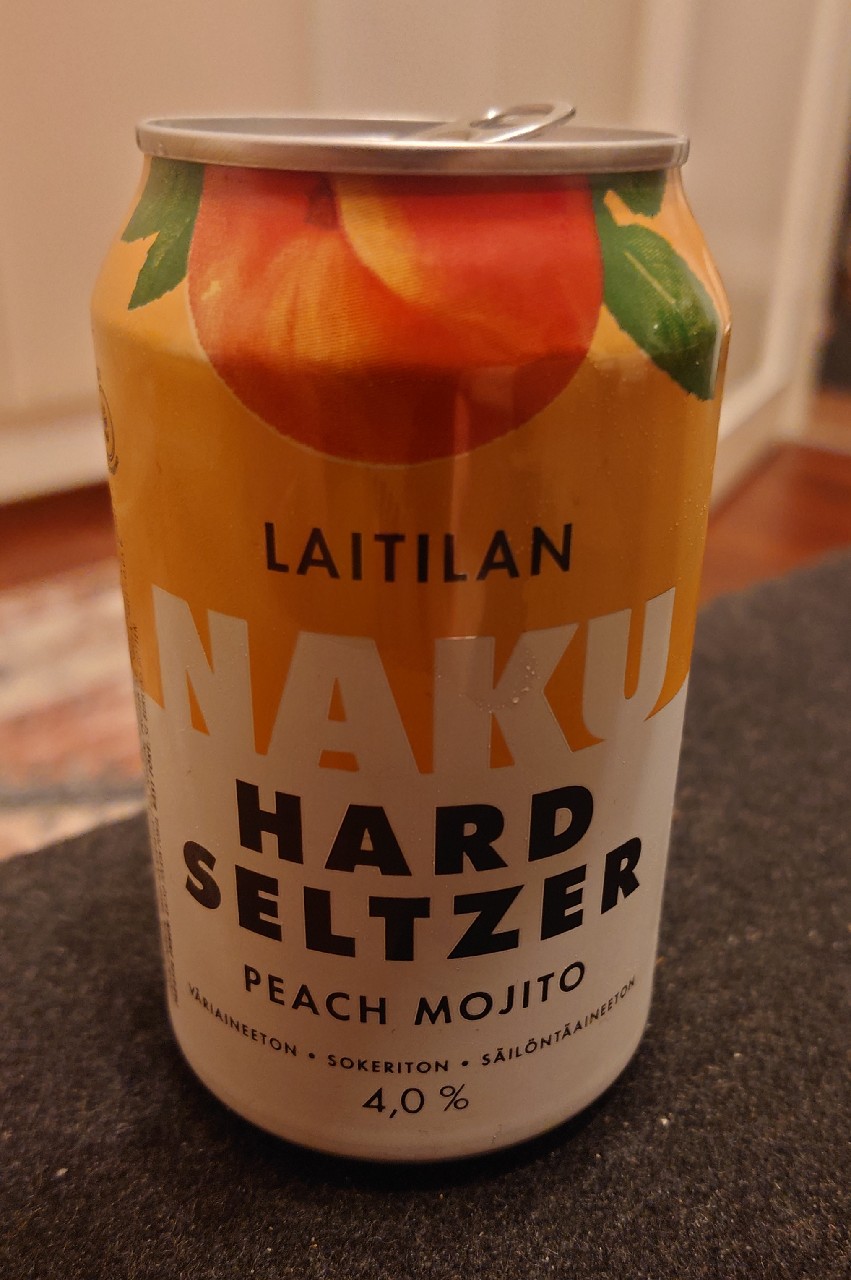 LAITILAN
NAKU
HARD
SELTZER
PEACH MOJITO
VÄRIAINEETON • SOKERITON • SÄILÖNTÄAINEETON
4,0 %